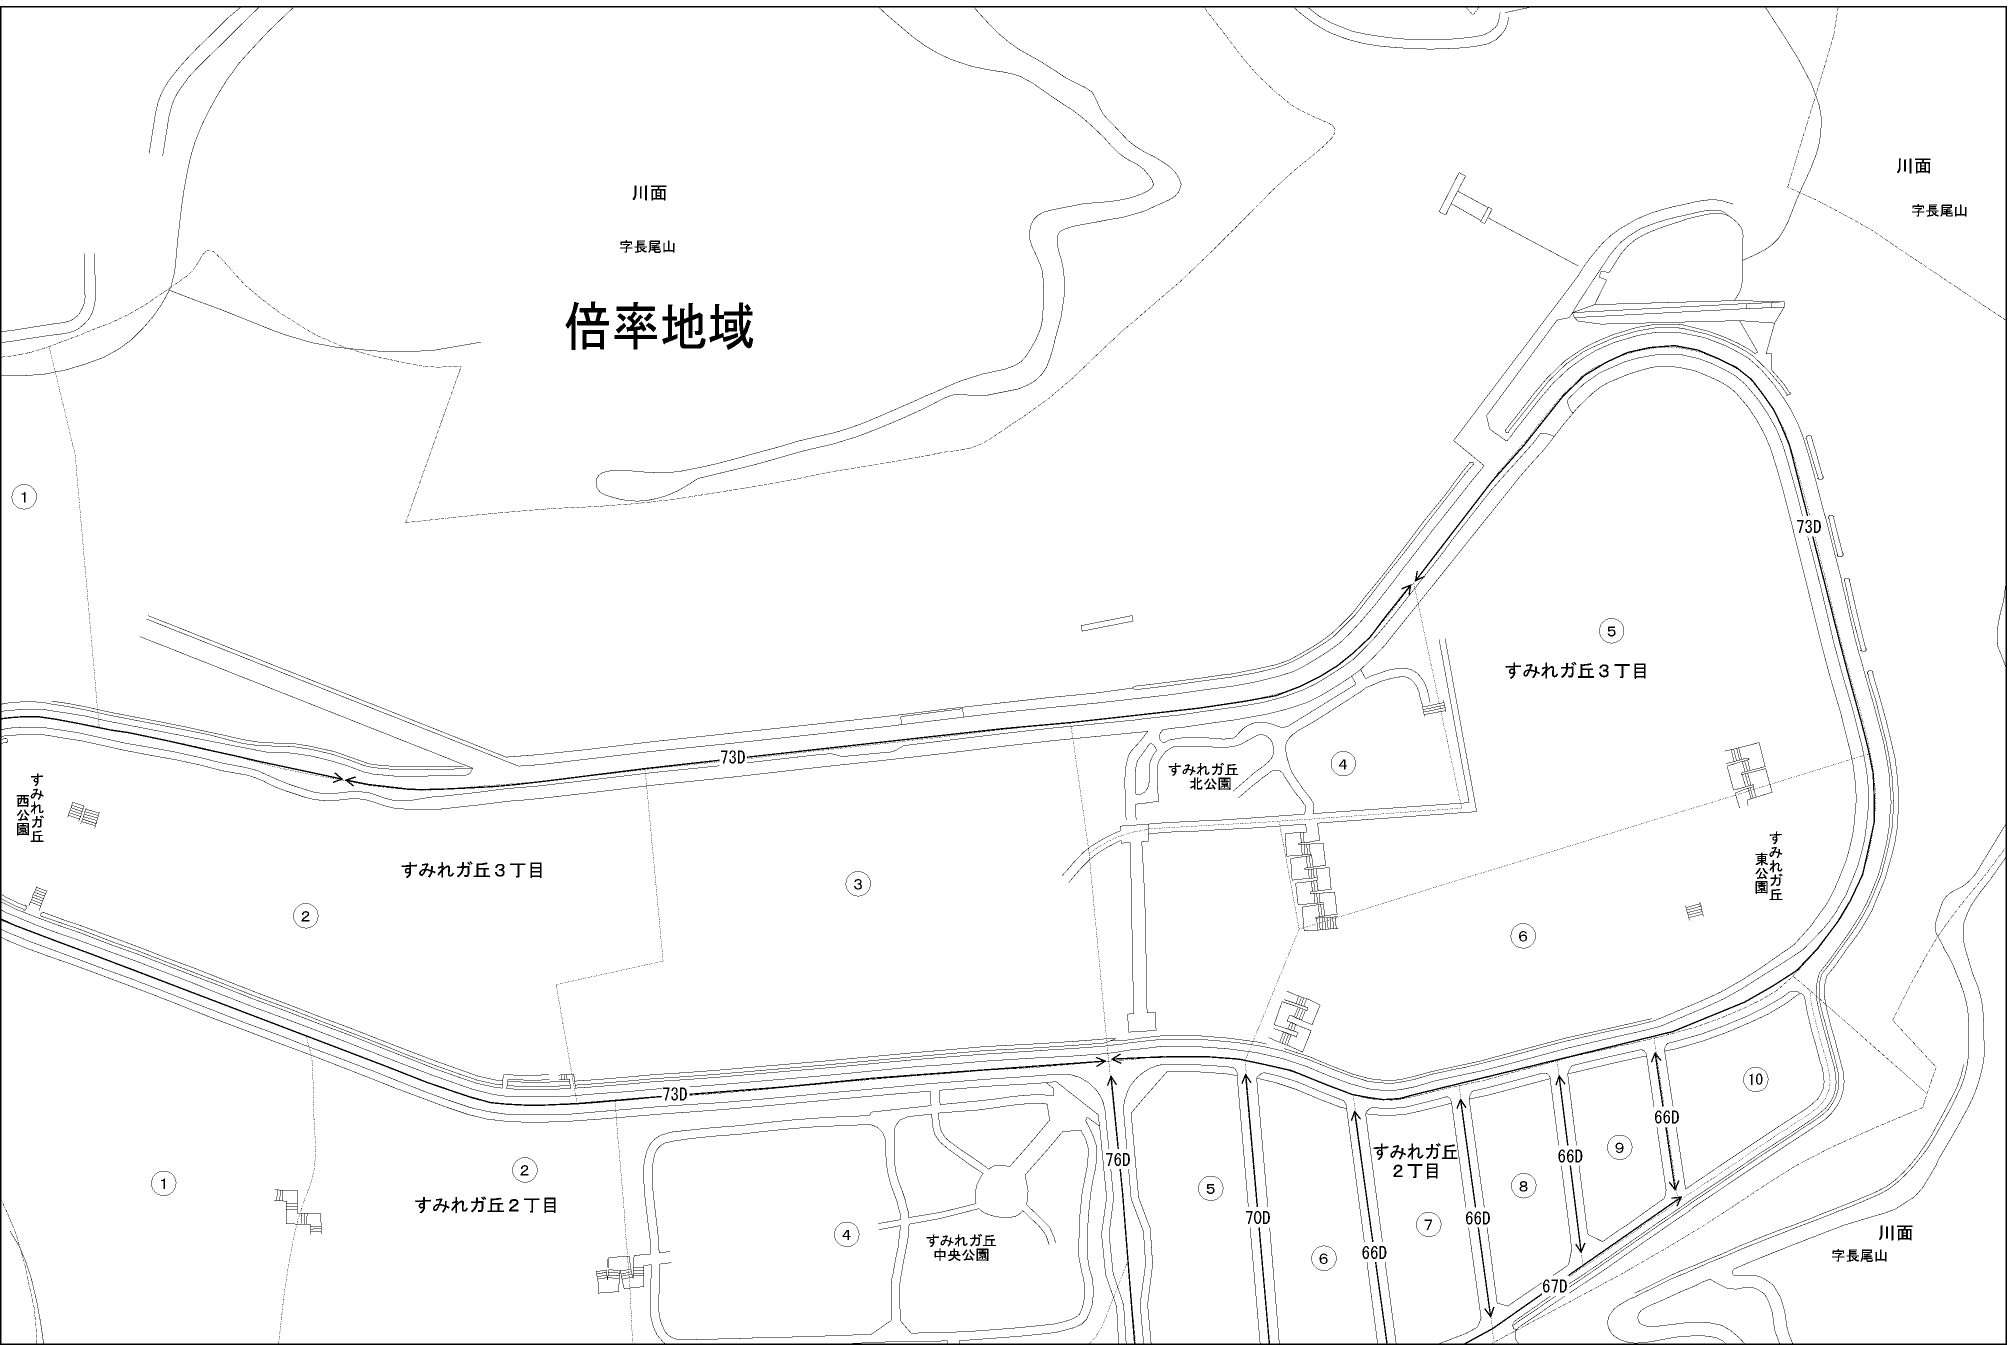 川面
字長尾山
川面
字長尾山
倍率地域
①
73D
⑤
すみれガ丘３丁目
73D
すみれガ丘
北公園
④
すみれガ丘
西公園
すみれガ丘３丁目
②
③
すみれガ丘
東公園
⑥
73D
⑩
66D
⑨
66D
76D
すみれガ丘
２丁目
①
②
すみれガ丘２丁目
⑤
⑧
70D
66D
⑦
④
すみれガ丘
中央公園
66D
⑥
67D
川面
字長尾山